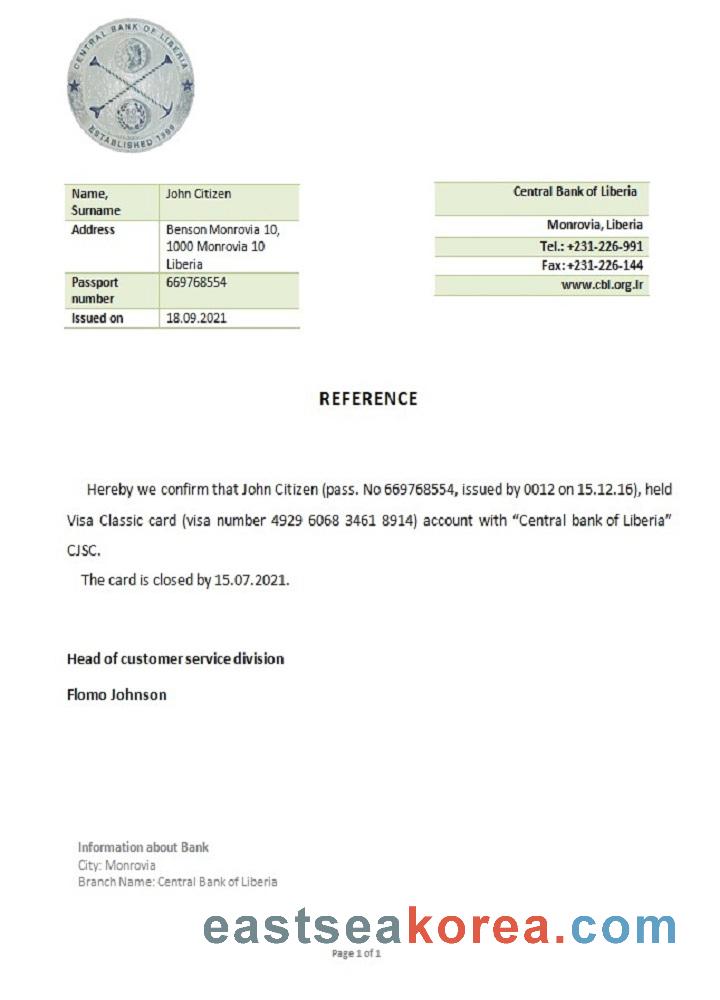 CENTRAL BANK OF LIBERIA
ESTABLISHED 1999
Name, Surname John Citizen
Address Benson Monrovia 10, 1000 Monrovia 10 Liberia
Passport number 669768554
Issued on 18.09.2021
Central Bank of Liberia
Monrovia, Liberia
Tel.: +231-226-991
Fax: +231-226-144
www.cbl.org.lr
REFERENCE
Hereby we confirm that John Citizen (pass. No 669768554, issued by 0012 on 15.12.16), held
Visa Classic card (visa number 4929 6068 3461 8914) account with “Central bank of Liberia”
CJSC.
The card is closed by 15.07.2021.
Head of customer service division
Flomo Johnson
Information about Bank
City: Monrovia
Branch Name: Central Bank of Liberia
eastseakorea.com
Page 1 of 1